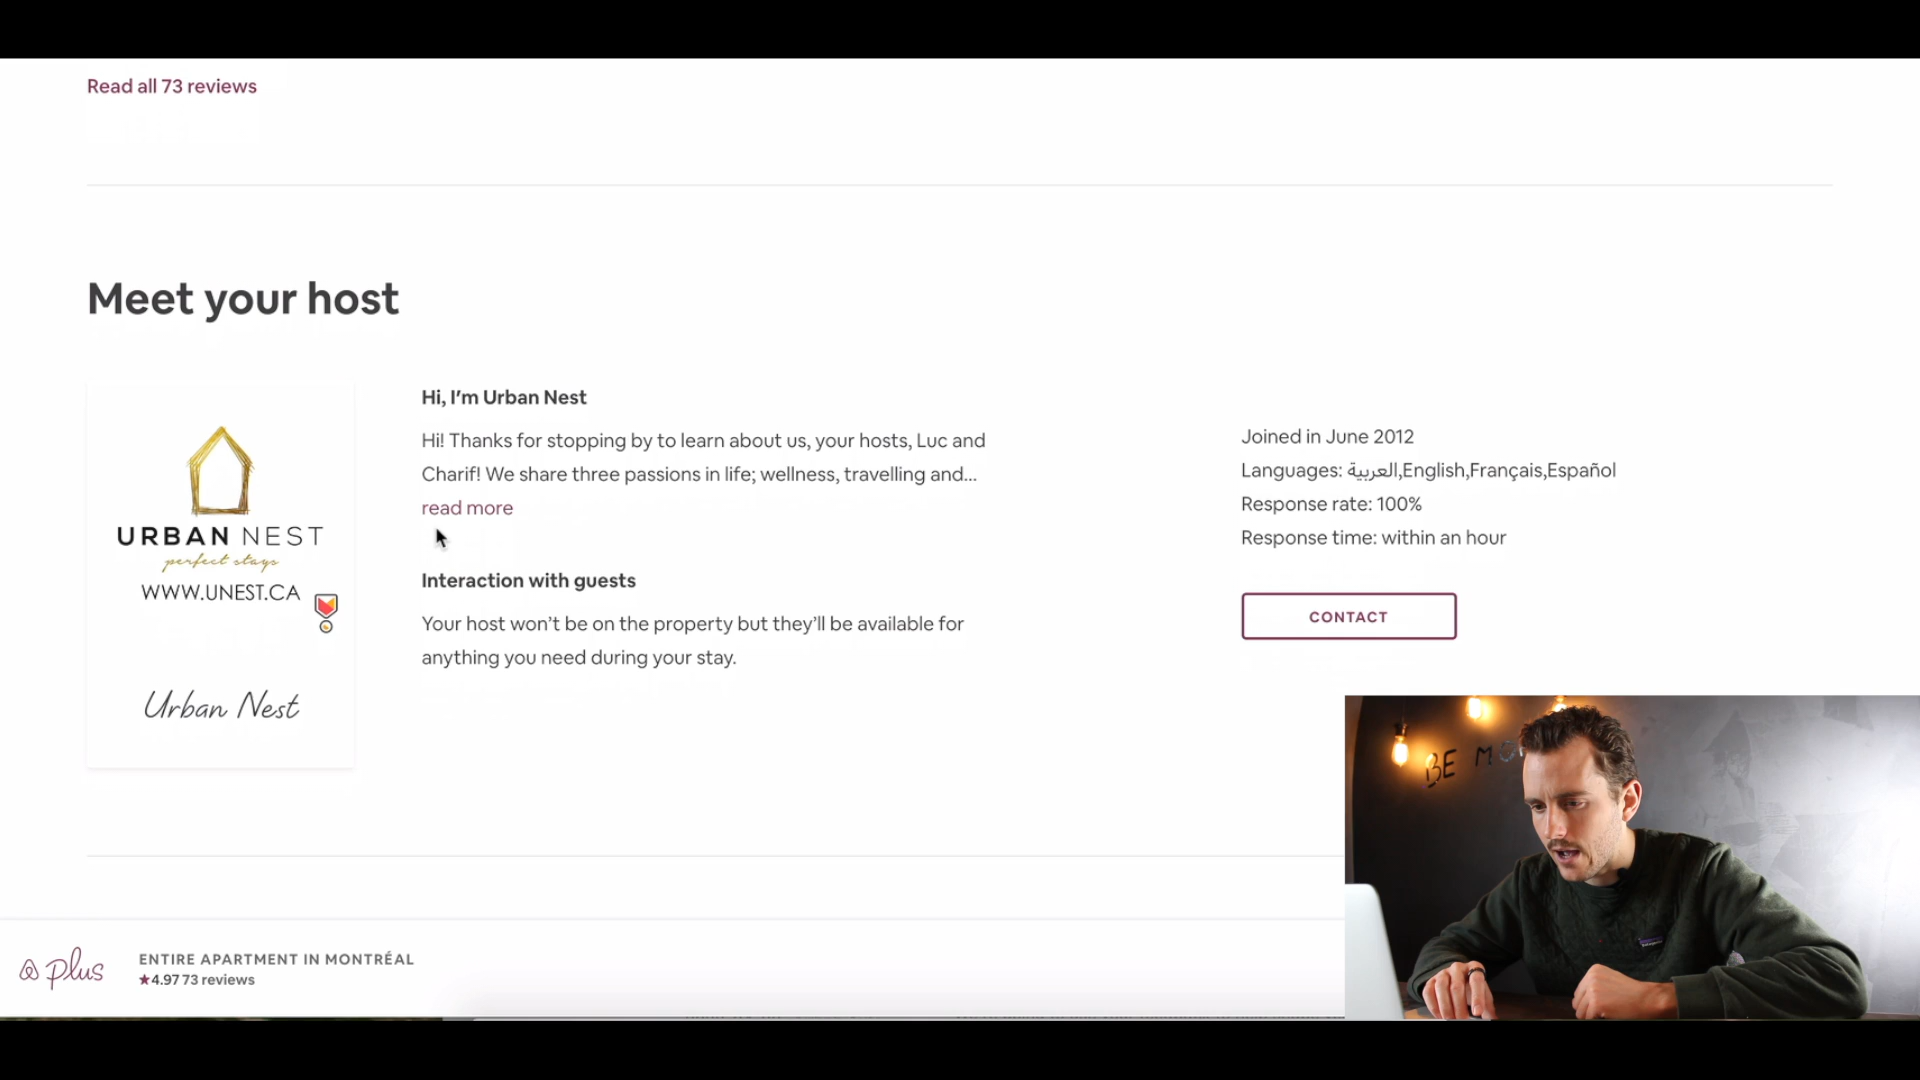 Read all 73 reviews
Meet your host
URBAN NEST
perfect stays
WWW.UNEST.CA
Urban Nest
Hi, I'm Urban Nest
Hi! Thanks for stopping by to learn about us, your hosts, Luc and
Charif! We share three passions in life; wellness, travelling and...
read more
Interaction with guests
Your host won't be on the property but they'll be available for
anything you need during your stay.
Joined in June 2012
Languages: العربية,English,Français,Español
Response rate: 100%
Response time: within an hour
CONTACT
BE MO
plus
ENTIRE APARTMENT IN MONTRÉAL
★4.97 73 reviews